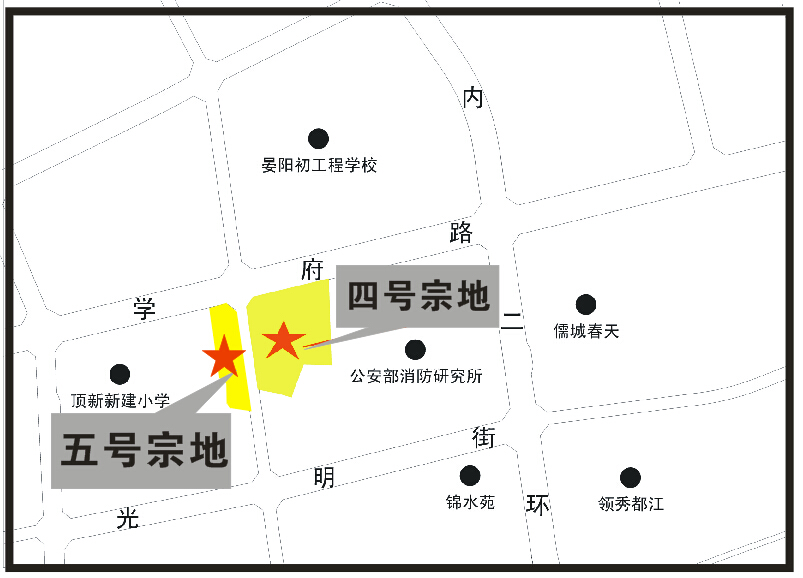 内
晏阳初工程学校
路
府
四号宗地
学
二
儒城春天
公安部消防研究所
顶新新建小学
五号宗地
街
明
锦水苑
环
领秀都江
光